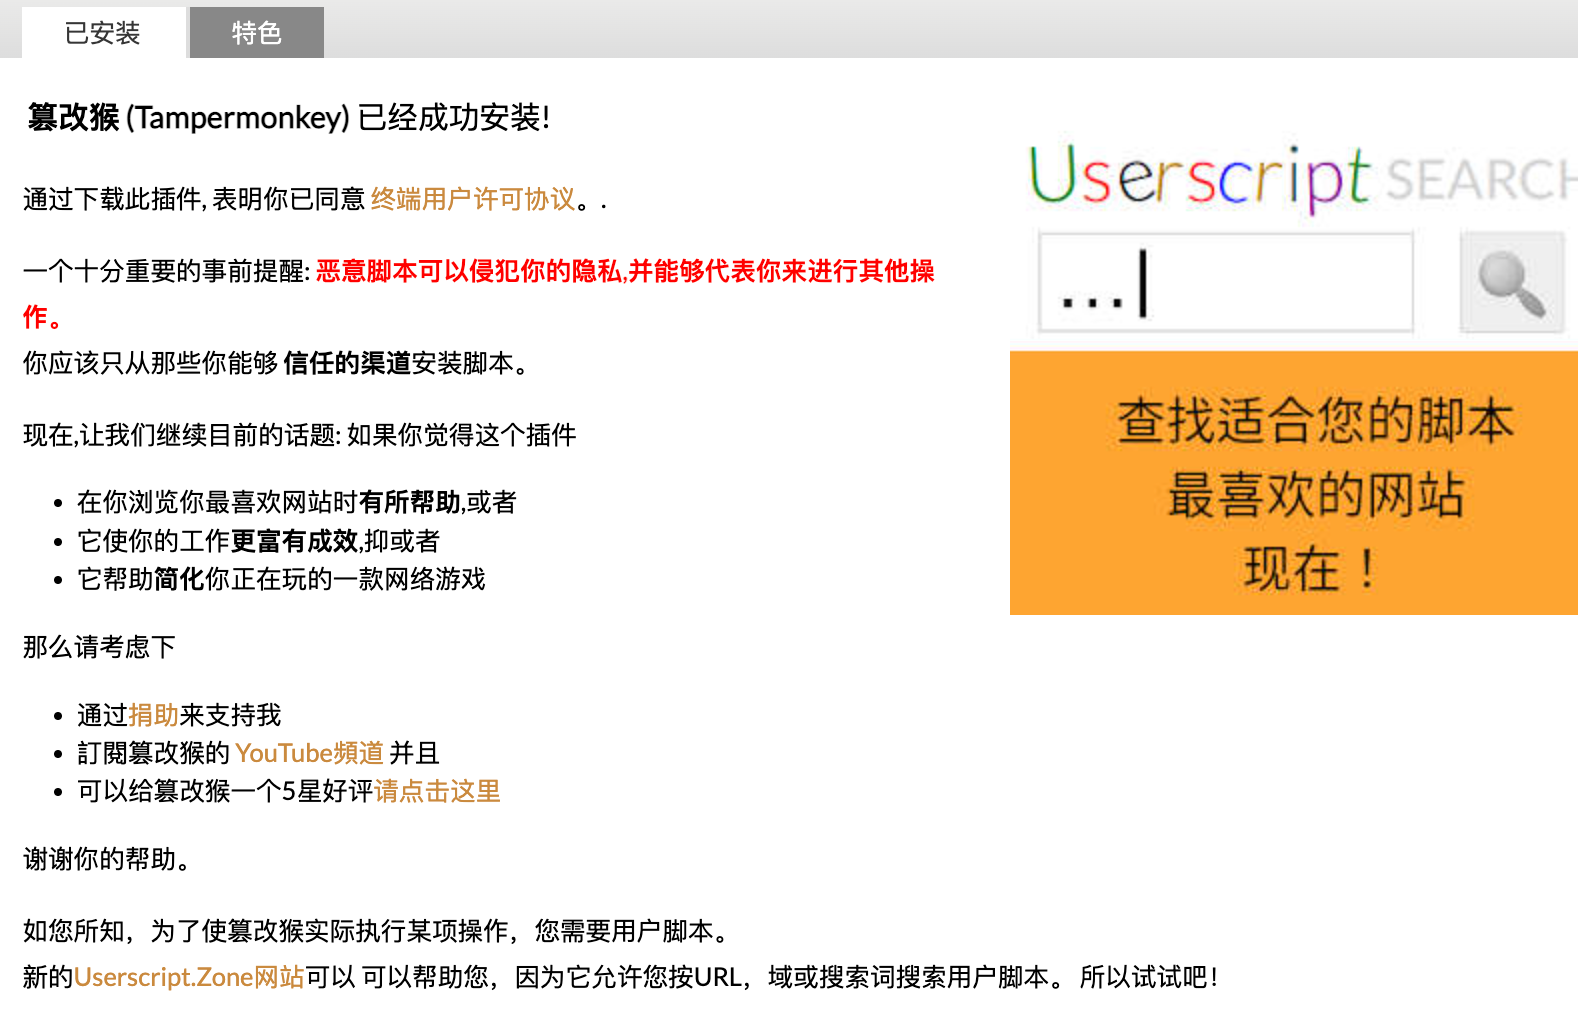 已安装
特色
篡改猴 (Tampermonkey) 已经成功安装!
通过下载此插件, 表明你已同意 终端用户许可协议。.
一个十分重要的事前提醒: 恶意脚本可以侵犯你的隐私,并能够代表你来进行其他操
作。
你应该只从那些你能够 信任的渠道安装脚本。
现在,让我们继续目前的话题: 如果你觉得这个插件
• 在你浏览你最喜欢网站时有所帮助,或者
• 它使你的工作更富有成效,抑或者
• 它帮助简化你正在玩的一款网络游戏
那么请考虑下
• 通过捐助来支持我
• 訂閱篡改猴的 YouTube頻道 并且
• 可以给篡改猴一个5星好评请点击这里
谢谢你的帮助。
如您所知，为了使篡改猴实际执行某项操作，您需要用户脚本。
新的Userscript.Zone网站可以 可以帮助您，因为它允许您按URL，域或搜索词搜索用户脚本。 所以试试吧！
Userscript SEARCH
...|
查找适合您的脚本
最喜欢的网站
现在！